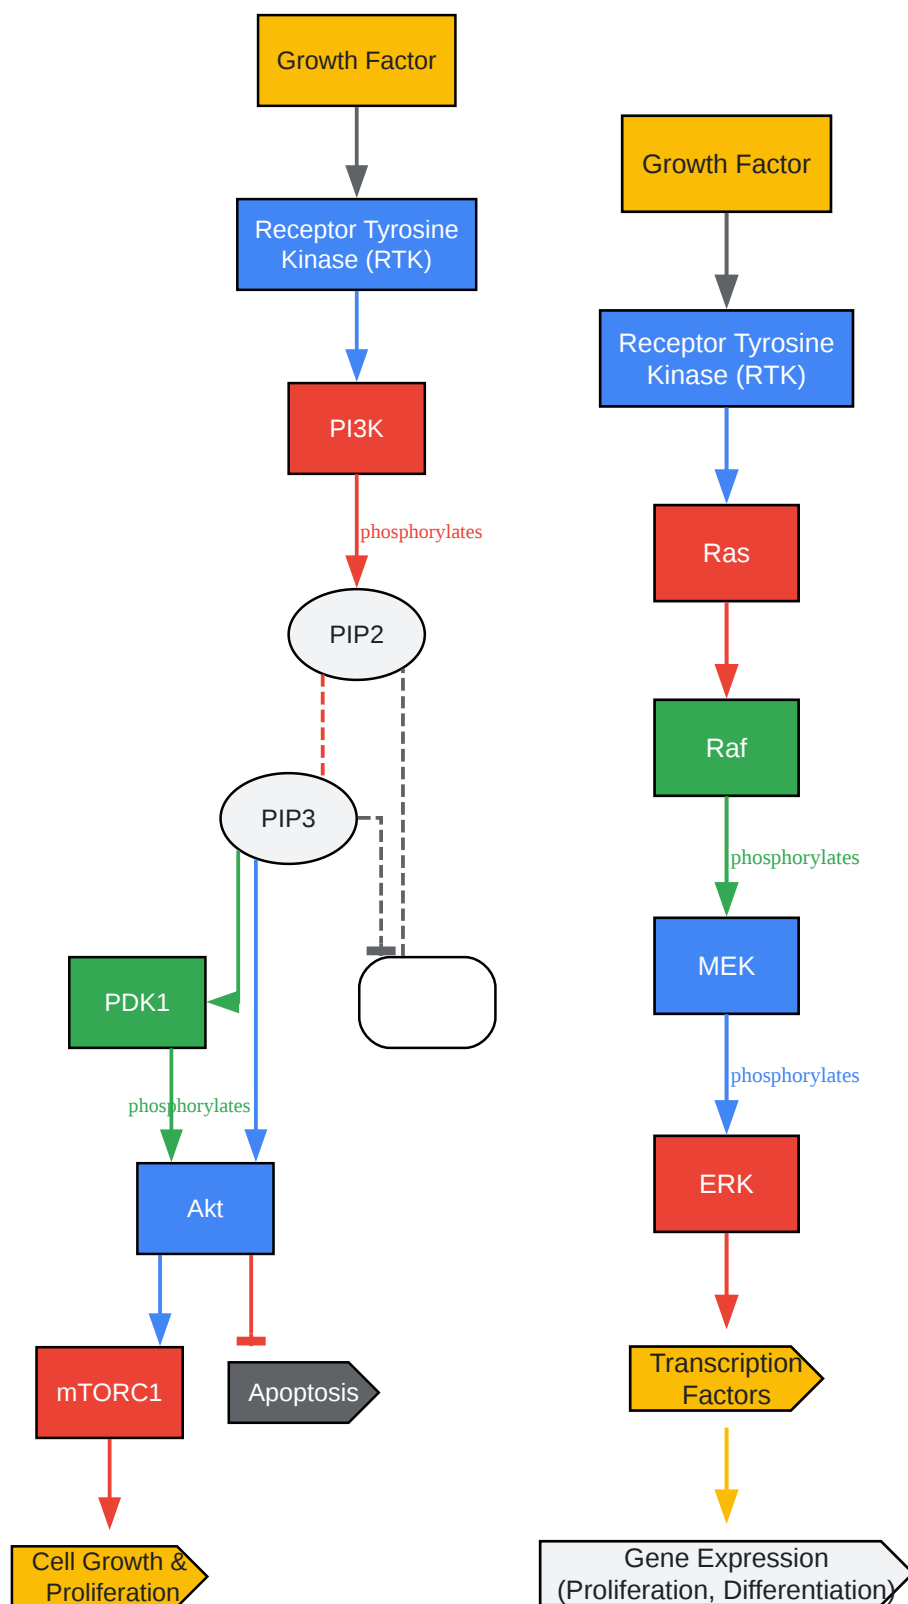 Growth Factor
Receptor Tyrosine
Kinase (RTK)
PI3K
phosphorylates
PIP2
PIP3
PDK1
phosphorylates
Akt
mTORC1
Apoptosis
Cell Growth &
Proliferation
Growth Factor
Receptor Tyrosine
Kinase (RTK)
Ras
Raf
phosphorylates
MEK
phosphorylates
ERK
Transcription
Factors
Gene Expression
(Proliferation, Differentiation)